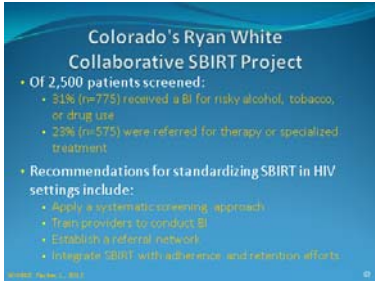 Colorado's Ryan White
Collaborative SBIRT Project
• Of 2,500 patients screened:
• 31% (n=775) received a BI for risky alcohol, tobacco,
or drug use
• 23% (n=575) were referred for therapy or specialized
treatment
• Recommendations for standardizing SBIRT in HIV
settings include:
• Apply a systematic screening approach
• Train providers to conduct BI
• Establish a referral network
• Integrate SBIRT with adherence and retention efforts